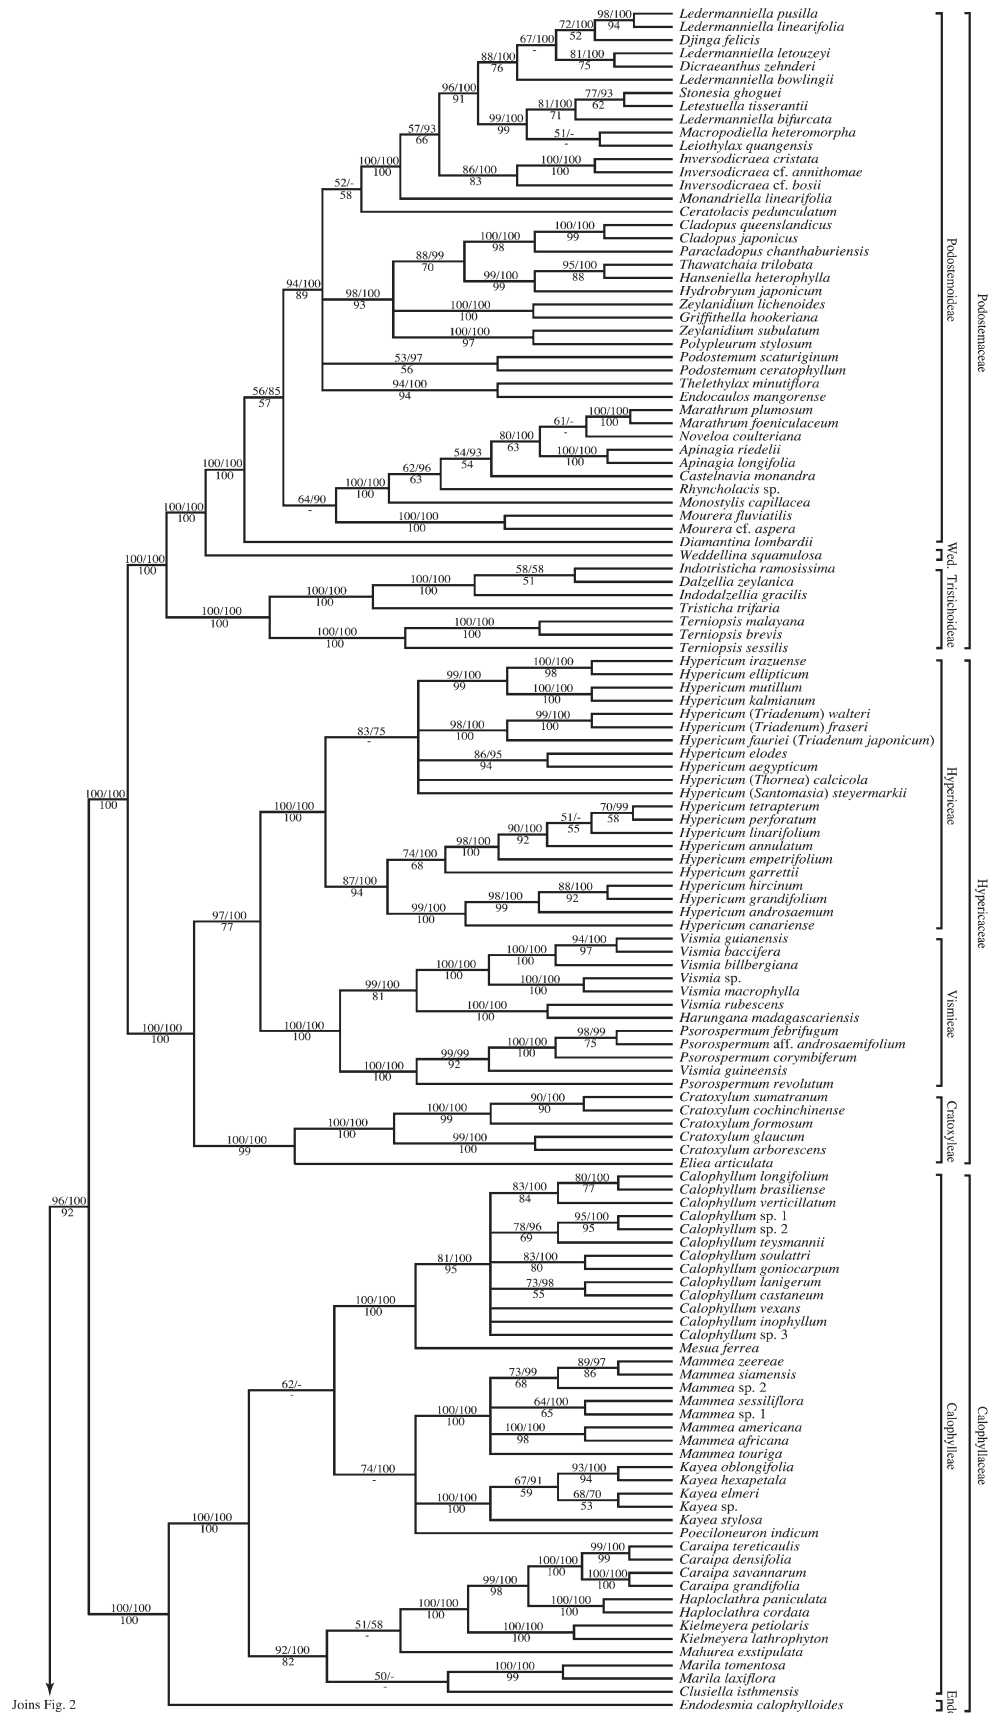 98/100 Ledermanniella pusilla
72/100 94 Ledermanniella linearifolia
67/100 52 Djinga felicis
- 81/100 Ledermanniella letouzeyi
88/100 75 Dicraeanthus zehnderi
76 Ledermanniella bowlingii
96/100 77/93 Stonesia ghoguei
91 81/100 62 Letestuella tisserantii
99/100 71 Ledermanniella bifurcata
99 51/- Macropodiella heteromorpha
57/93 - Leiothylax quangensis
66 100/100 Inversodicraea cristata
100/100 86/100 100 Inversodicraea cf. annithomae
100 83 Inversodicraea cf. bosii
52/- Monandriella linearifolia
58 Ceratolacis pedunculatum
100/100 Cladopus queenslandicus
100/100 99 Cladopus japonicus
88/99 98 Paracladopus chanthaburiensis
70 95/100 Thawatchaia trilobata
99/100 88 Hanseniella heterophylla
94/100 98/100 99 Hydrobryum japonicum
89 93 100/100 Zeylanidium lichenoides
100 Griffithella hookeriana
100/100 Zeylanidium subulatum
97 Polypleurum stylosum
53/97 Podostemum scaturiginum
56 Podostemum ceratophyllum
94/100 Thelethylax minutiflora
56/85 94 Endocaulos mangorense
57 100/100 Marathrum plumosum
61/- 100 Marathrum foeniculaceum
80/100 - Noveloa coulteriana
54/93 63 100/100 Apinagia riedelii
100/100 62/96 54 100 Apinagia longifolia
100 63 Castelnavia monandra
100/100 Rhyncholacis sp.
64/90 100 Monostylis capillacea
100/100 - 100/100 Mourera fluviatilis
100 100 Mourera cf. aspera
Diamantina lombardii
100/100 Weddellina squamulosa
100 58/58 Indotristicha ramosissima
100/100 51 Dalzellia zeylanica
100/100 100 Indodalzellia gracilis
100/100 100 Tristicha trifaria
100 100/100 Terniopsis malayana
100/100 100 Terniopsis brevis
100 Terniopsis sessilis
100/100 Hypericum irazuense
99/100 98 Hypericum ellipticum
99 100/100 Hypericum mutillum
100 Hypericum kalmianum
99/100 Hypericum (Triadenum) walteri
83/75 98/100 100 Hypericum (Triadenum) fraseri
- 100 Hypericum fauriei (Triadenum japonicum)
86/95 Hypericum elodes
94 Hypericum aegypticum
Hypericum (Thornea) calcicola
100/100 Hypericum (Santomasia) steyermarkii
100 100/100 70/99 Hypericum tetrapterum
100 51/- 58 Hypericum perforatum
90/100 55 Hypericum linarifolium
98/100 92 Hypericum annulatum
74/100 100 Hypericum emperifolium
68 Hypericum garrettii
87/100 88/100 Hypericum hircinum
94 98/100 92 Hypericum grandifolium
99/100 99 Hypericum androsaemum
97/100 100 Hypericum canariense
77 94/100 Vismia guianensis
100/100 97 Vismia baccifera
100/100 100 Vismia billbergiana
100 100/100 Vismia sp.
99/100 100 Vismia macrophylla
81 100/100 Vismia rubescens
100 Harungana madagascariensis
100/100 100/100 98/99 Psorospermum febrifugum
100 100 100/100 75 Psorospermum aff. androsaemifolium
99/99 100 Psorospermum corymbiferum
100/100 92 Vismia guineensis
100 Psorospermum revolutum
90/100 Cratoxylum sumatranum
100/100 90 Cratoxylum cochinchinense
100/100 99 Cratoxylum formosum
100 99/100 Cratoxylum glaucum
100/100 100 Cratoxylum arborescens
99 Eliea articulata
80/100 Calophyllum longifolium
83/100 77 Calophyllum brasiliense
96/100 84 Calophyllum verticillatum
92 95/100 Calophyllum sp. 1
78/96 95 Calophyllum sp. 2
69 Calophyllum teysmannii
81/100 83/100 Calophyllum soulattri
95 80 Calophyllum goniocarpum
73/98 Calophyllum lanigerum
55 Calophyllum castaneum
100/100 Calophyllum vexans
100 Calophyllum inophyllum
Calophyllum sp. 3
Mesua ferrea
89/97 Mammea zeereae
73/99 86 Mammea siamensis
62/- 68 Mammea sp. 2
- 64/100 Mammea sessiliflora
100/100 65 Mammea sp. 1
100 100/100 Mammea americana
98 Mammea africana
Mammea touriga
74/100 93/100 Kayea oblongifolia
- 67/91 94 Kayea hexapetala
100/100 59 68/70 Kayea elmeri
100 53 Kayea sp.
100/100 Kayea stylosa
100 Poeciloneuron indicum
99/100 Caraipa tereticaulis
100/100 99 Caraipa densifolia
99/100 100 100/100 Caraipa savannarum
98 100 Caraipa grandifolia
100/100 100/100 100/100 Haploclathra paniculata
100 100 100 Haploclathra cordata
51/58 100/100 Kielmeyera petiolaris
- 100 Kielmeyera lathrophyton
92/100 Mahurea exstipulata
82 100/100 Marila tomentosa
50/- 99 Marila laxiflora
- Clusiella isthmensis
Joins Fig. 2 Endodesmia calophylloides
Podostemoideae
Wed.
Tristichoideae
Podostemaceae
Hypericeae
Vismieae
Cratoxyleae
Hypericaceae
Calophylleae
Calophyllaceae